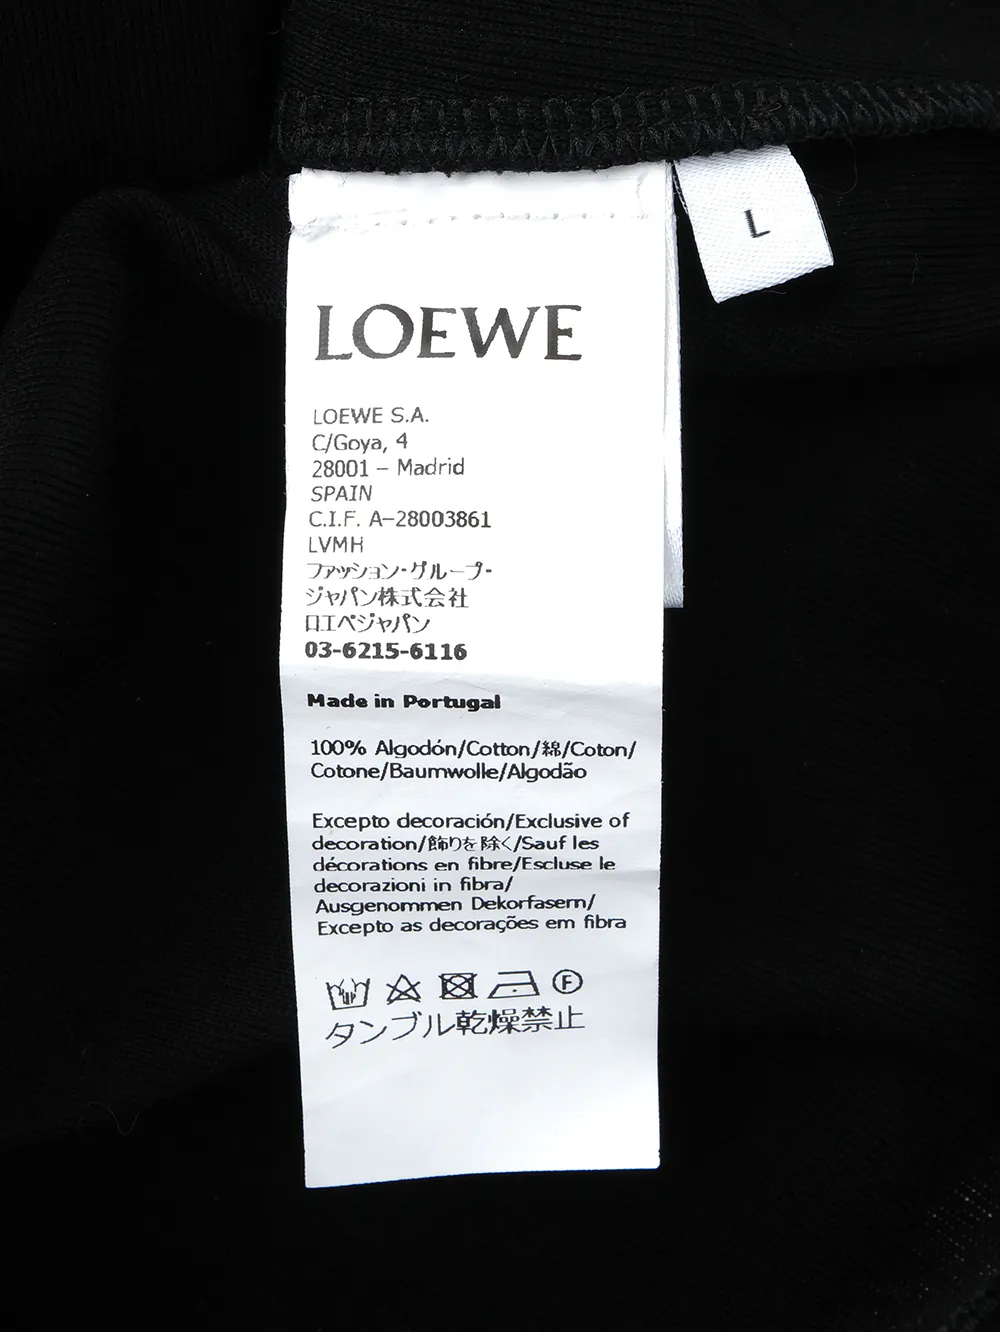 L
LOEWE
LOEWE S.A.
C/Goya, 4
28001 – Madrid
SPAIN
C.I.F. A-28003861
LVMH
ファッション・グループ・
ジャパン株式会社
ロエベジャパン
03-6215-6116
Made in Portugal
100% Algodón/Cotton/綿/Coton/
Cotone/Baumwolle/Algodão
Excepto decoración/Exclusive of
decoration/飾りを除く/Sauf les
décorations en fibre/Escluse le
decorazioni in fibra/
Ausgenommen Dekorfasern/
Excepto as decorações em fibra
F
タンブル乾燥禁止